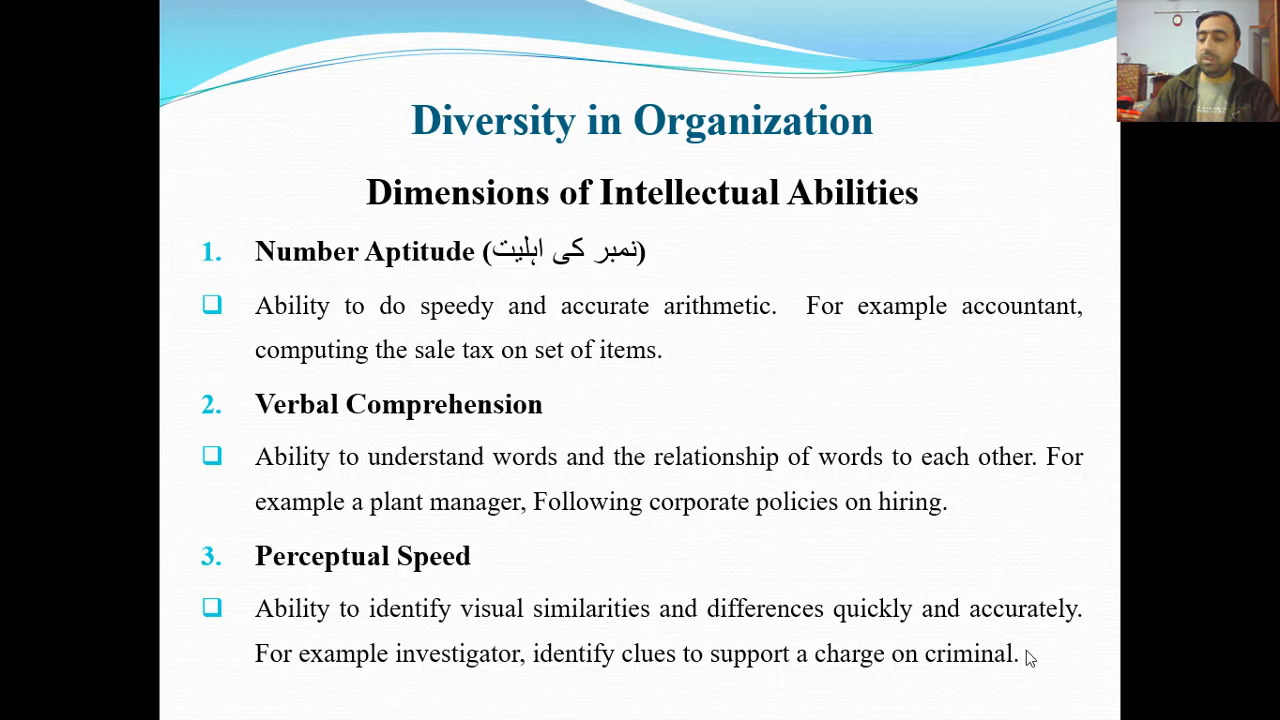 Diversity in Organization
Dimensions of Intellectual Abilities
1. Number Aptitude (نمبر کی اہلیت)
Ability to do speedy and accurate arithmetic. For example accountant,
computing the sale tax on set of items.
2. Verbal Comprehension
Ability to understand words and the relationship of words to each other. For
example a plant manager, Following corporate policies on hiring.
3. Perceptual Speed
Ability to identify visual similarities and differences quickly and accurately.
For example investigator, identify clues to support a charge on criminal.